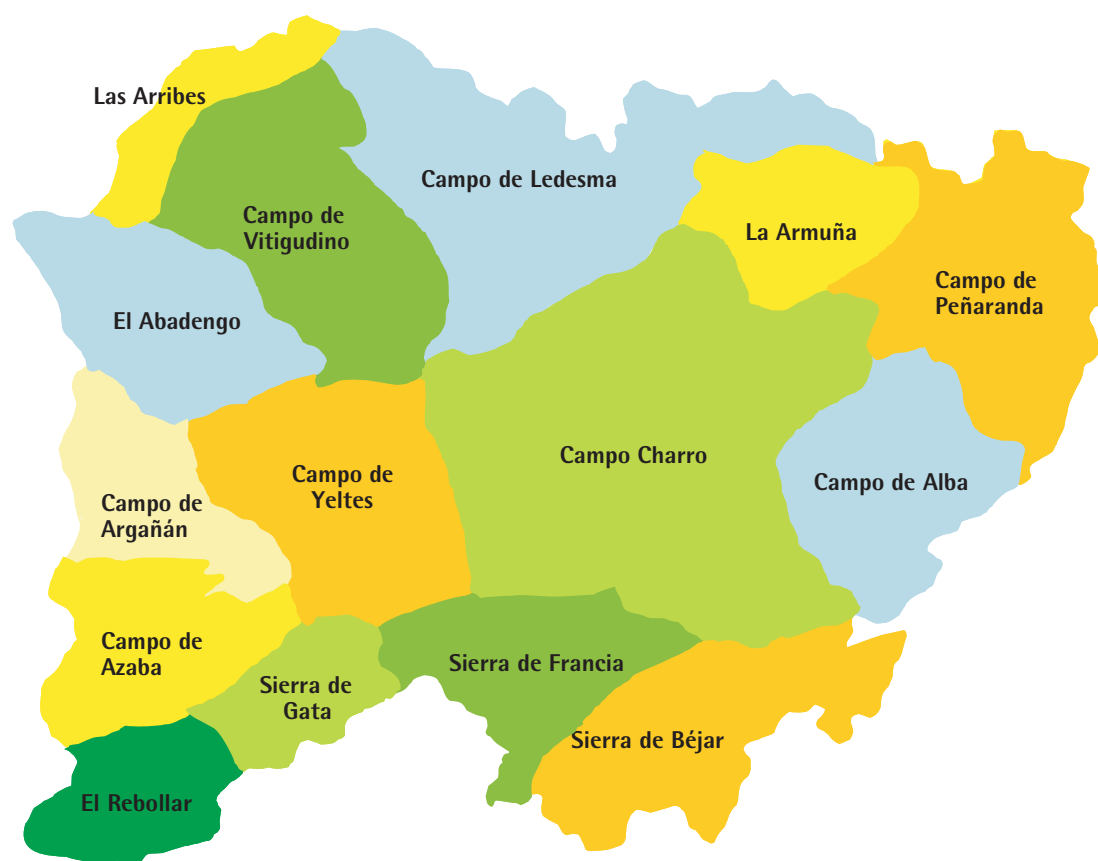 Las Arribes
Campo de Ledesma
Campo de
Vitigudino
La Armuña
Campo de
Peñaranda
El Abadengo
Campo Charro
Campo de
Yeltes
Campo de Alba
Campo de
Argañán
Campo de
Azaba
Sierra de Francia
Sierra de
Gata
Sierra de Béjar
El Rebollar